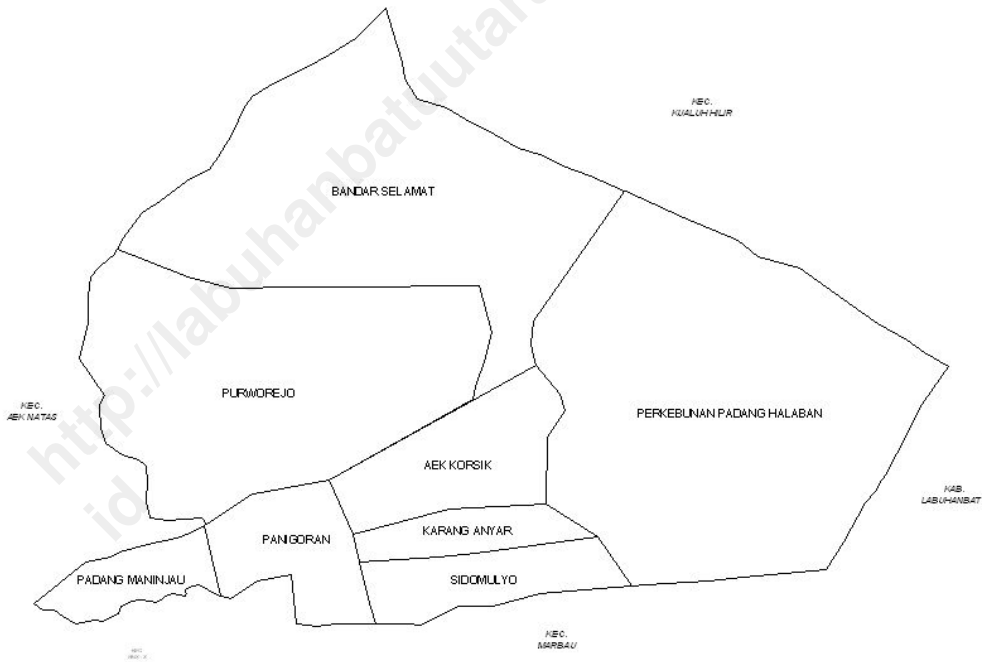 KEC.
KUALUH HILIR
BANDAR SELAMAT
PURWOREJO
KEC.
AEK NATAS
PERKEBUNAN PADANG HALABAN
AEK KORSIK
KAB.
LABUHANBAT
KARANG ANYAR
PANIGORAN
PADANG MANINJAU
SIDOMULYO
KEC.
MARBAU
http://labuhanbatuutara
id